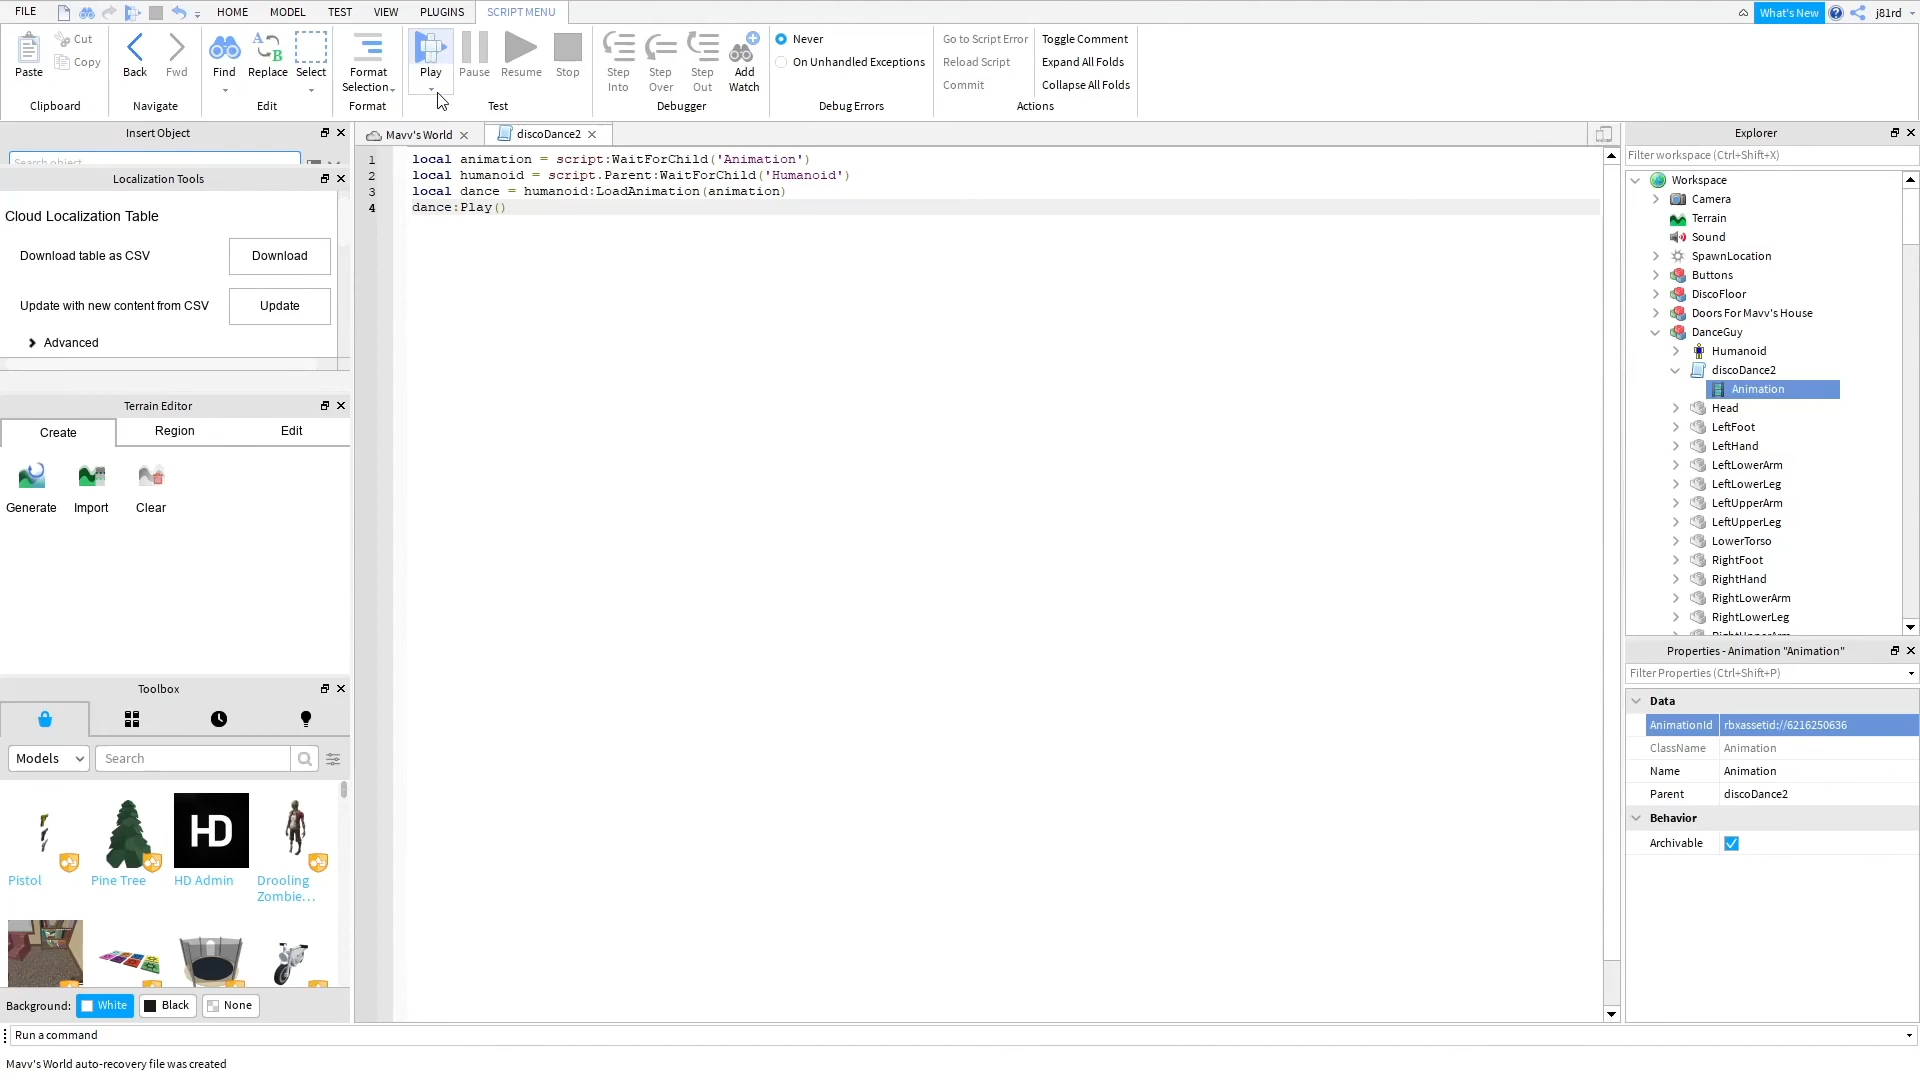 FILE
HOME
MODEL
TEST
VIEW
PLUGINS
SCRIPT MENU
What's New
j81rd
Paste
Cut
Copy
Clipboard
Back
Fwd
Navigate
Find
Replace
Select
Edit
Format
Selection
Format
Play
Pause
Resume
Stop
Test
Step
Into
Step
Over
Step
Out
Add
Watch
Debugger
Never
On Unhandled Exceptions
Debug Errors
Go to Script Error
Reload Script
Commit
Toggle Comment
Expand All Folds
Collapse All Folds
Actions
Insert Object
Search object
Localization Tools
Cloud Localization Table
Download table as CSV
Download
Update with new content from CSV
Update
Advanced
Terrain Editor
Create
Region
Edit
Generate
Import
Clear
Toolbox
Models
Search
HD
Pistol
Pine Tree
HD Admin
Drooling
Zombie...
Background:
White
Black
None
Mavv's World
discoDance2
1 local animation = script:WaitForChild('Animation')
2 local humanoid = script.Parent:WaitForChild('Humanoid')
3 local dance = humanoid:LoadAnimation(animation)
4 dance:Play()
Explorer
Filter workspace (Ctrl+Shift+X)
Workspace
Camera
Terrain
Sound
SpawnLocation
Buttons
DiscoFloor
Doors For Mavv's House
DanceGuy
Humanoid
discoDance2
Animation
Head
LeftFoot
LeftHand
LeftLowerArm
LeftLowerLeg
LeftUpperArm
LeftUpperLeg
LowerTorso
RightFoot
RightHand
RightLowerArm
RightLowerLeg
RightUpperArm
Properties - Animation "Animation"
Filter Properties (Ctrl+Shift+P)
Data
AnimationId rbxassetid://6216250636
ClassName Animation
Name Animation
Parent discoDance2
Behavior
Archivable
Run a command
Mavv's World auto-recovery file was created